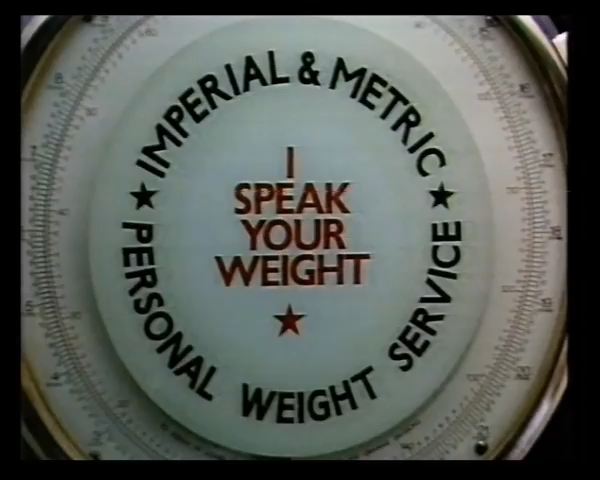 IMPERIAL & METRIC
I
SPEAK
YOUR
WEIGHT
PERSONAL WEIGHT SERVICE